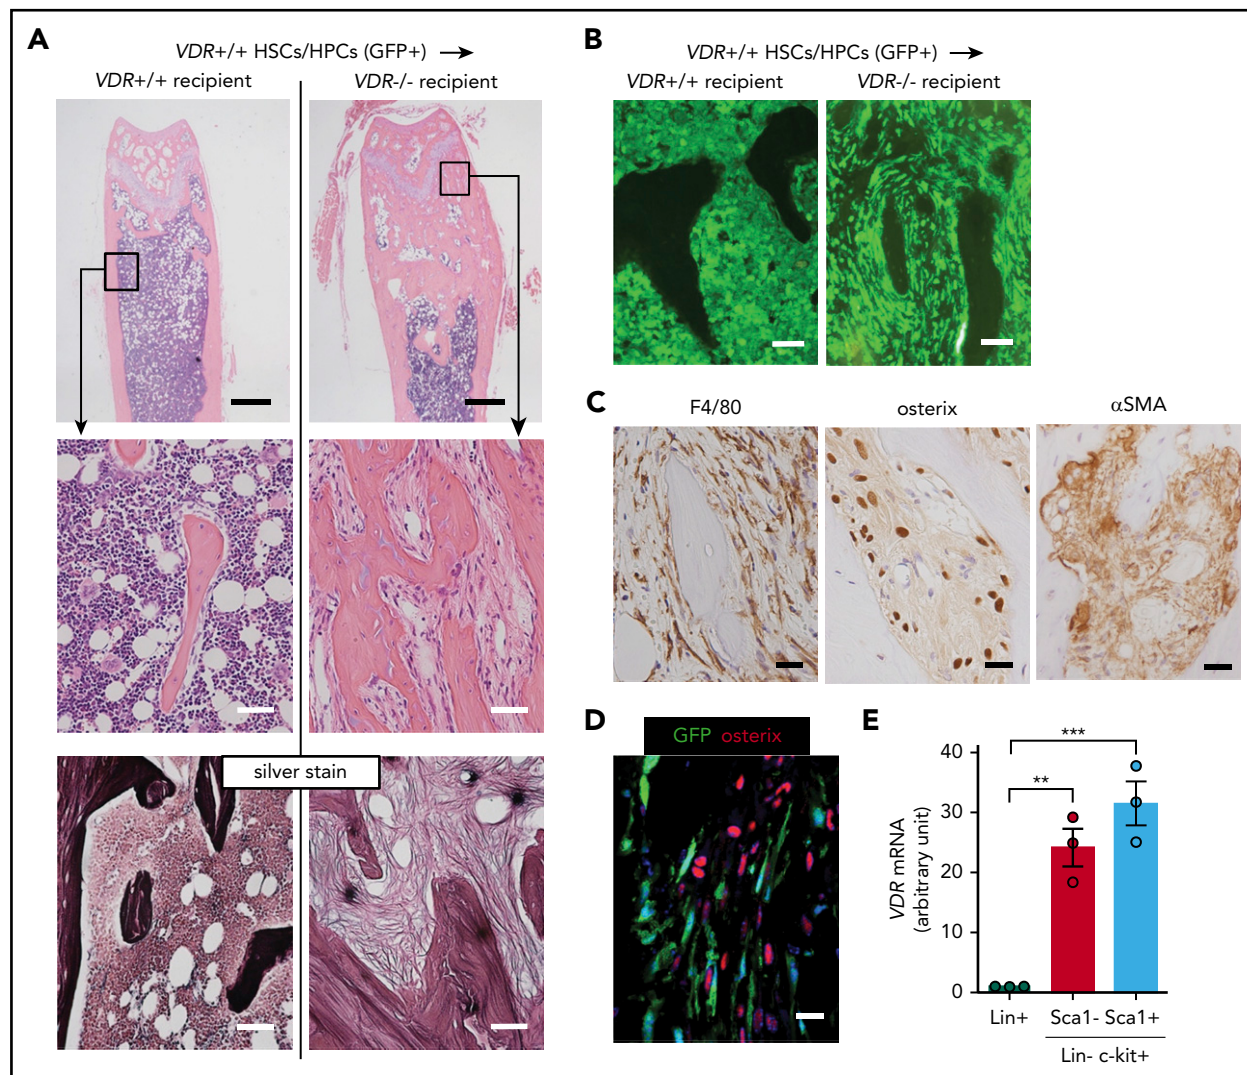 A
VDR+/+ HSCs/HPCs (GFP+)
VDR+/+ recipient
VDR-/- recipient
silver stain
B
VDR+/+ HSCs/HPCs (GFP+)
VDR+/+ recipient
VDR-/- recipient
C
F4/80
osterix
αSMA
D
GFP osterix
E
***
**
40
30
20
10
0
VDR mRNA
(arbitrary unit)
Lin+
Sca1- Sca1+
Lin- c-kit+